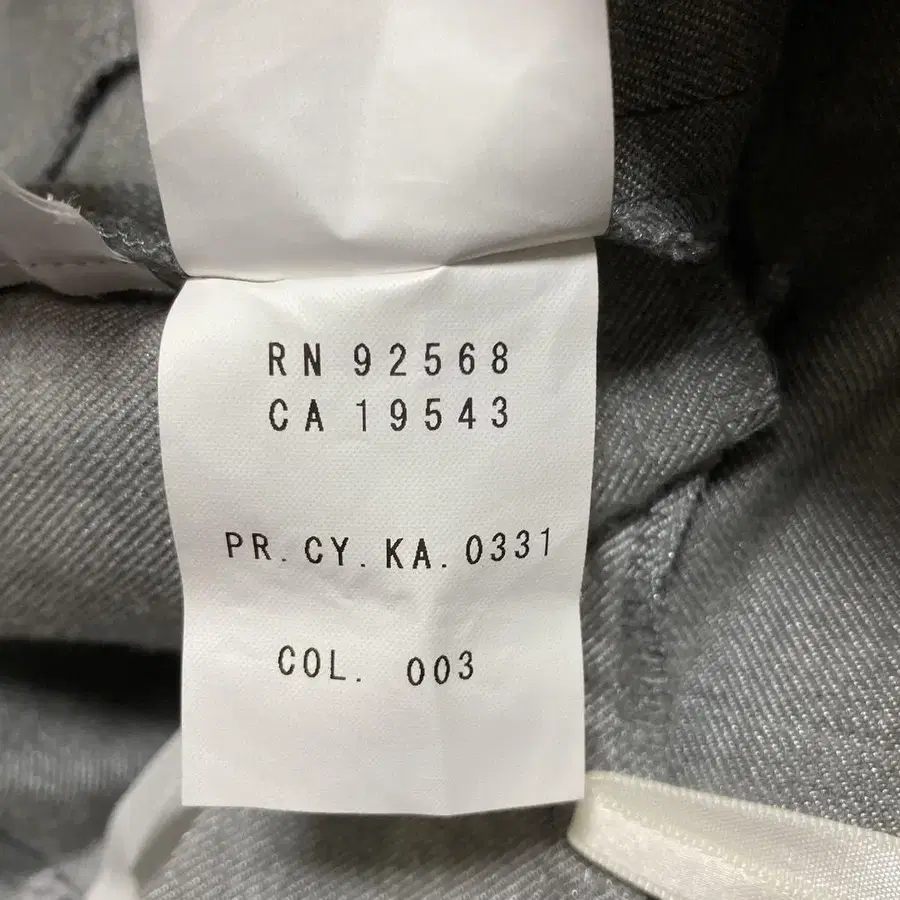 RN 92568
CA 19543
PR.CY.KA.0331
COL. 003